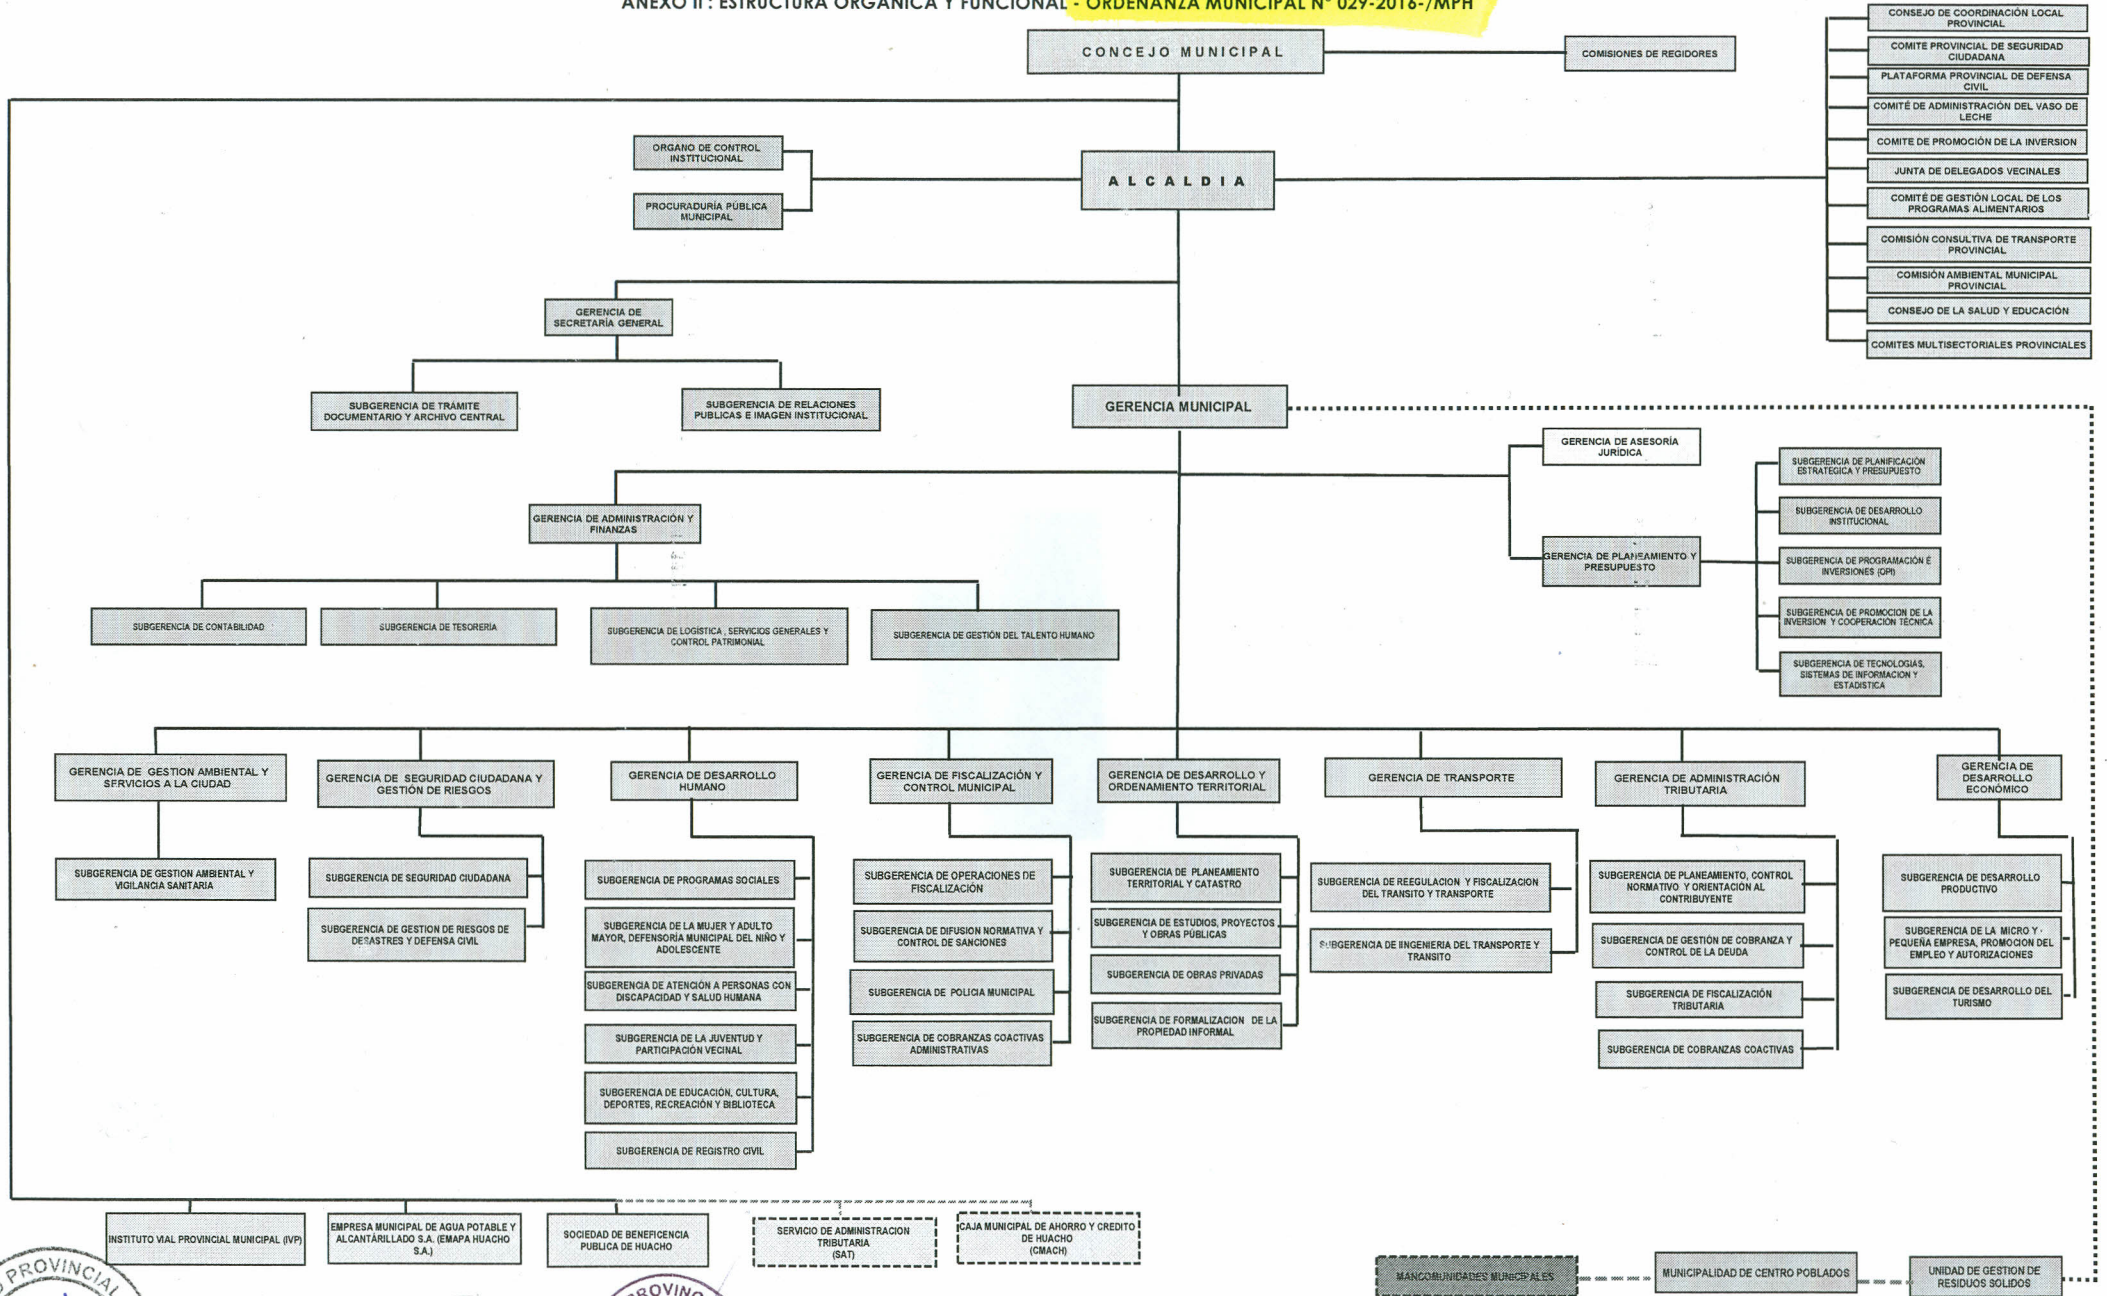 ANEXO II : ESTRUCTURA ORGANICA Y FUNCIONAL - ORDENANZA MUNICIPAL N° 029-2016-/MPH
CONCEJO MUNICIPAL
COMISIONES DE REGIDORES
CONSEJO DE COORDINACIÓN LOCAL
PROVINCIAL
COMITE PROVINCIAL DE SEGURIDAD
CIUDADANA
PLATAFORMA PROVINCIAL DE DEFENSA
CIVIL
COMITÉ DE ADMINISTRACIÓN DEL VASO DE
LECHE
COMITE DE PROMOCIÓN DE LA INVERSION
JUNTA DE DELEGADOS VECINALES
COMITÉ DE GESTIÓN LOCAL DE LOS
PROGRAMAS ALIMENTARIOS
COMISIÓN CONSULTIVA DE TRANSPORTE
PROVINCIAL
COMISIÓN AMBIENTAL MUNICIPAL
PROVINCIAL
CONSEJO DE LA SALUD Y EDUCACIÓN
COMITES MULTISECTORIALES PROVINCIALES
ORGANO DE CONTROL
INSTITUCIONAL
PROCURADURÍA PÚBLICA
MUNICIPAL
ALCALDIA
GERENCIA DE
SECRETARÍA GENERAL
SUBGERENCIA DE TRÁMITE
DOCUMENTARIO Y ARCHIVO CENTRAL
SUBGERENCIA DE RELACIONES
PUBLICAS E IMAGEN INSTITUCIONAL
GERENCIA MUNICIPAL
GERENCIA DE ASESORÍA
JURÍDICA
GERENCIA DE PLANEAMIENTO Y
PRESUPUESTO
SUBGERENCIA DE PLANIFICACIÓN
ESTRATEGICA Y PRESUPUESTO
SUBGERENCIA DE DESARROLLO
INSTITUCIONAL
SUBGERENCIA DE PROGRAMACIÓN E
INVERSIONES (OPI)
SUBGERENCIA DE PROMOCION DE LA
INVERSION Y COOPERACIÓN TÉCNICA
SUBGERENCIA DE TECNOLOGIAS,
SISTEMAS DE INFORMACION Y
ESTADISTICA
GERENCIA DE ADMINISTRACIÓN Y
FINANZAS
SUBGERENCIA DE CONTABILIDAD
SUBGERENCIA DE TESORERÍA
SUBGERENCIA DE LOGÍSTICA , SERVICIOS GENERALES Y
CONTROL PATRIMONIAL
SUBGERENCIA DE GESTIÓN DEL TALENTO HUMANO
GERENCIA DE GESTION AMBIENTAL Y
SERVICIOS A LA CIUDAD
SUBGERENCIA DE GESTION AMBIENTAL Y
VIGILANCIA SANITARIA
GERENCIA DE SEGURIDAD CIUDADANA Y
GESTIÓN DE RIESGOS
SUBGERENCIA DE SEGURIDAD CIUDADANA
SUBGERENCIA DE GESTION DE RIESGOS DE
DESASTRES Y DEFENSA CIVIL
GERENCIA DE DESARROLLO
HUMANO
SUBGERENCIA DE PROGRAMAS SOCIALES
SUBGERENCIA DE LA MUJER Y ADULTO
MAYOR, DEFENSORÍA MUNICIPAL DEL NIÑO Y
ADOLESCENTE
SUBGERENCIA DE ATENCIÓN A PERSONAS CON
DISCAPACIDAD Y SALUD HUMANA
SUBGERENCIA DE LA JUVENTUD Y
PARTICIPACIÓN VECINAL
SUBGERENCIA DE EDUCACIÓN, CULTURA,
DEPORTES, RECREACIÓN Y BIBLIOTECA
SUBGERENCIA DE REGISTRO CIVIL
GERENCIA DE FISCALIZACIÓN Y
CONTROL MUNICIPAL
SUBGERENCIA DE OPERACIONES DE
FISCALIZACIÓN
SUBGERENCIA DE DIFUSION NORMATIVA Y
CONTROL DE SANCIONES
SUBGERENCIA DE POLICIA MUNICIPAL
SUBGERENCIA DE COBRANZAS COACTIVAS
ADMINISTRATIVAS
GERENCIA DE DESARROLLO Y
ORDENAMIENTO TERRITORIAL
SUBGERENCIA DE PLANEAMIENTO
TERRITORIAL Y CATASTRO
SUBGERENCIA DE ESTUDIOS, PROYECTOS
Y OBRAS PÚBLICAS
SUBGERENCIA DE OBRAS PRIVADAS
SUBGERENCIA DE FORMALIZACION DE LA
PROPIEDAD INFORMAL
GERENCIA DE TRANSPORTE
SUBGERENCIA DE REEGULACION Y FISCALIZACION
DEL TRANSITO Y TRANSPORTE
SUBGERENCIA DE IINGENIERIA DEL TRANSPORTE Y
TRANSITO
GERENCIA DE ADMINISTRACIÓN
TRIBUTARIA
SUBGERENCIA DE PLANEAMIENTO, CONTROL
NORMATIVO Y ORIENTACIÓN AL
CONTRIBUYENTE
SUBGERENCIA DE GESTIÓN DE COBRANZA Y
CONTROL DE LA DEUDA
SUBGERENCIA DE FISCALIZACIÓN
TRIBUTARIA
SUBGERENCIA DE COBRANZAS COACTIVAS
GERENCIA DE
DESARROLLO
ECONÓMICO
SUBGERENCIA DE DESARROLLO
PRODUCTIVO
SUBGERENCIA DE LA MICRO Y
PEQUEÑA EMPRESA, PROMOCION DEL
EMPLEO Y AUTORIZACIONES
SUBGERENCIA DE DESARROLLO DEL
TURISMO
INSTITUTO VIAL PROVINCIAL MUNICIPAL (IVP)
EMPRESA MUNICIPAL DE AGUA POTABLE Y
ALCANTÁRILLADO S.A. (EMAPA HUACHO
S.A.)
SOCIEDAD DE BENEFICENCIA
PUBLICA DE HUACHO
SERVICIO DE ADMINISTRACION
TRIBUTARIA
(SAT)
CAJA MUNICIPAL DE AHORRO Y CREDITO
DE HUACHO
(CMACH)
MANCOMUNIDADES MUNICIPALES
MUNICIPALIDAD DE CENTRO POBLADOS
UNIDAD DE GESTION DE
RESIDUOS SOLIDOS
PROVINCIAL